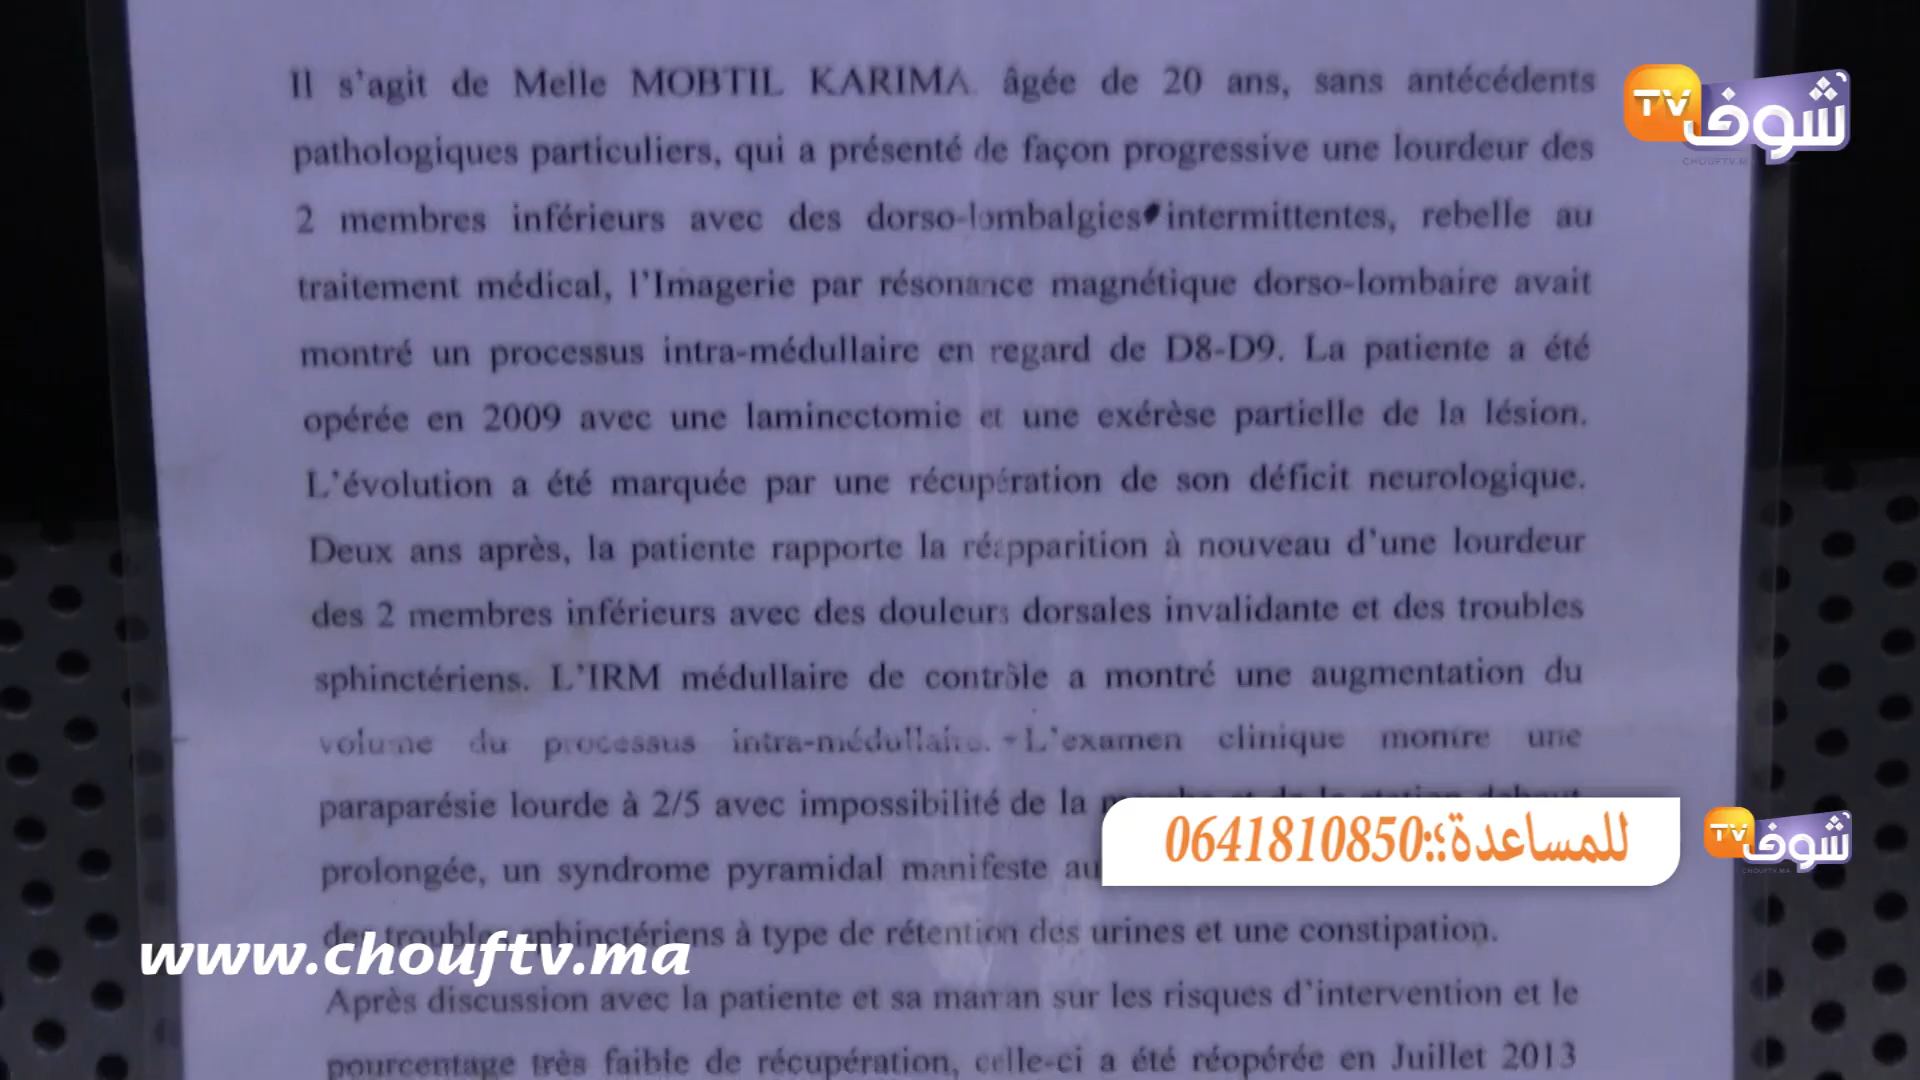 Il s'agit de Melle MOBTIL KARIMA âgée de 20 ans, sans antécédents
pathologiques particuliers, qui a présenté de façon progressive une lourdeur des
2 membres inférieurs avec des dorso-lombalgies intermittentes, rebelle au
traitement médical, l'Imagerie par résonance magnétique dorso-lombaire avait
montré un processus intra-médullaire en regard de D8-D9. La patiente a été
opérée en 2009 avec une laminectomie et une exérèse partielle de la lésion.
L'évolution a été marquée par une récupération de son déficit neurologique.
Deux ans après, la patiente rapporte la réapparition à nouveau d'une lourdeur
des 2 membres inférieurs avec des douleurs dorsales invalidante et des troubles
sphinctériens. L'IRM médullaire de contrôle a montré une augmentation du
volume du processus intra-médullaire. L'examen clinique montre une
paraparésie lourde à 2/5 avec impossibilité de la
prolongée, un syndrome pyramidal manifeste au
des troubles sphinctériens à type de rétention des urines et une constipation.
Après discussion avec la patiente et sa maman sur les risques d'intervention et le
pourcentage très faible de récupération, celle-ci a été réopérée en Juillet 2013
TV شوف
CHOUFTV.MA
للمساعدة::0641810850
TV شوف
CHOUFTV.MA
www.chouftv.ma